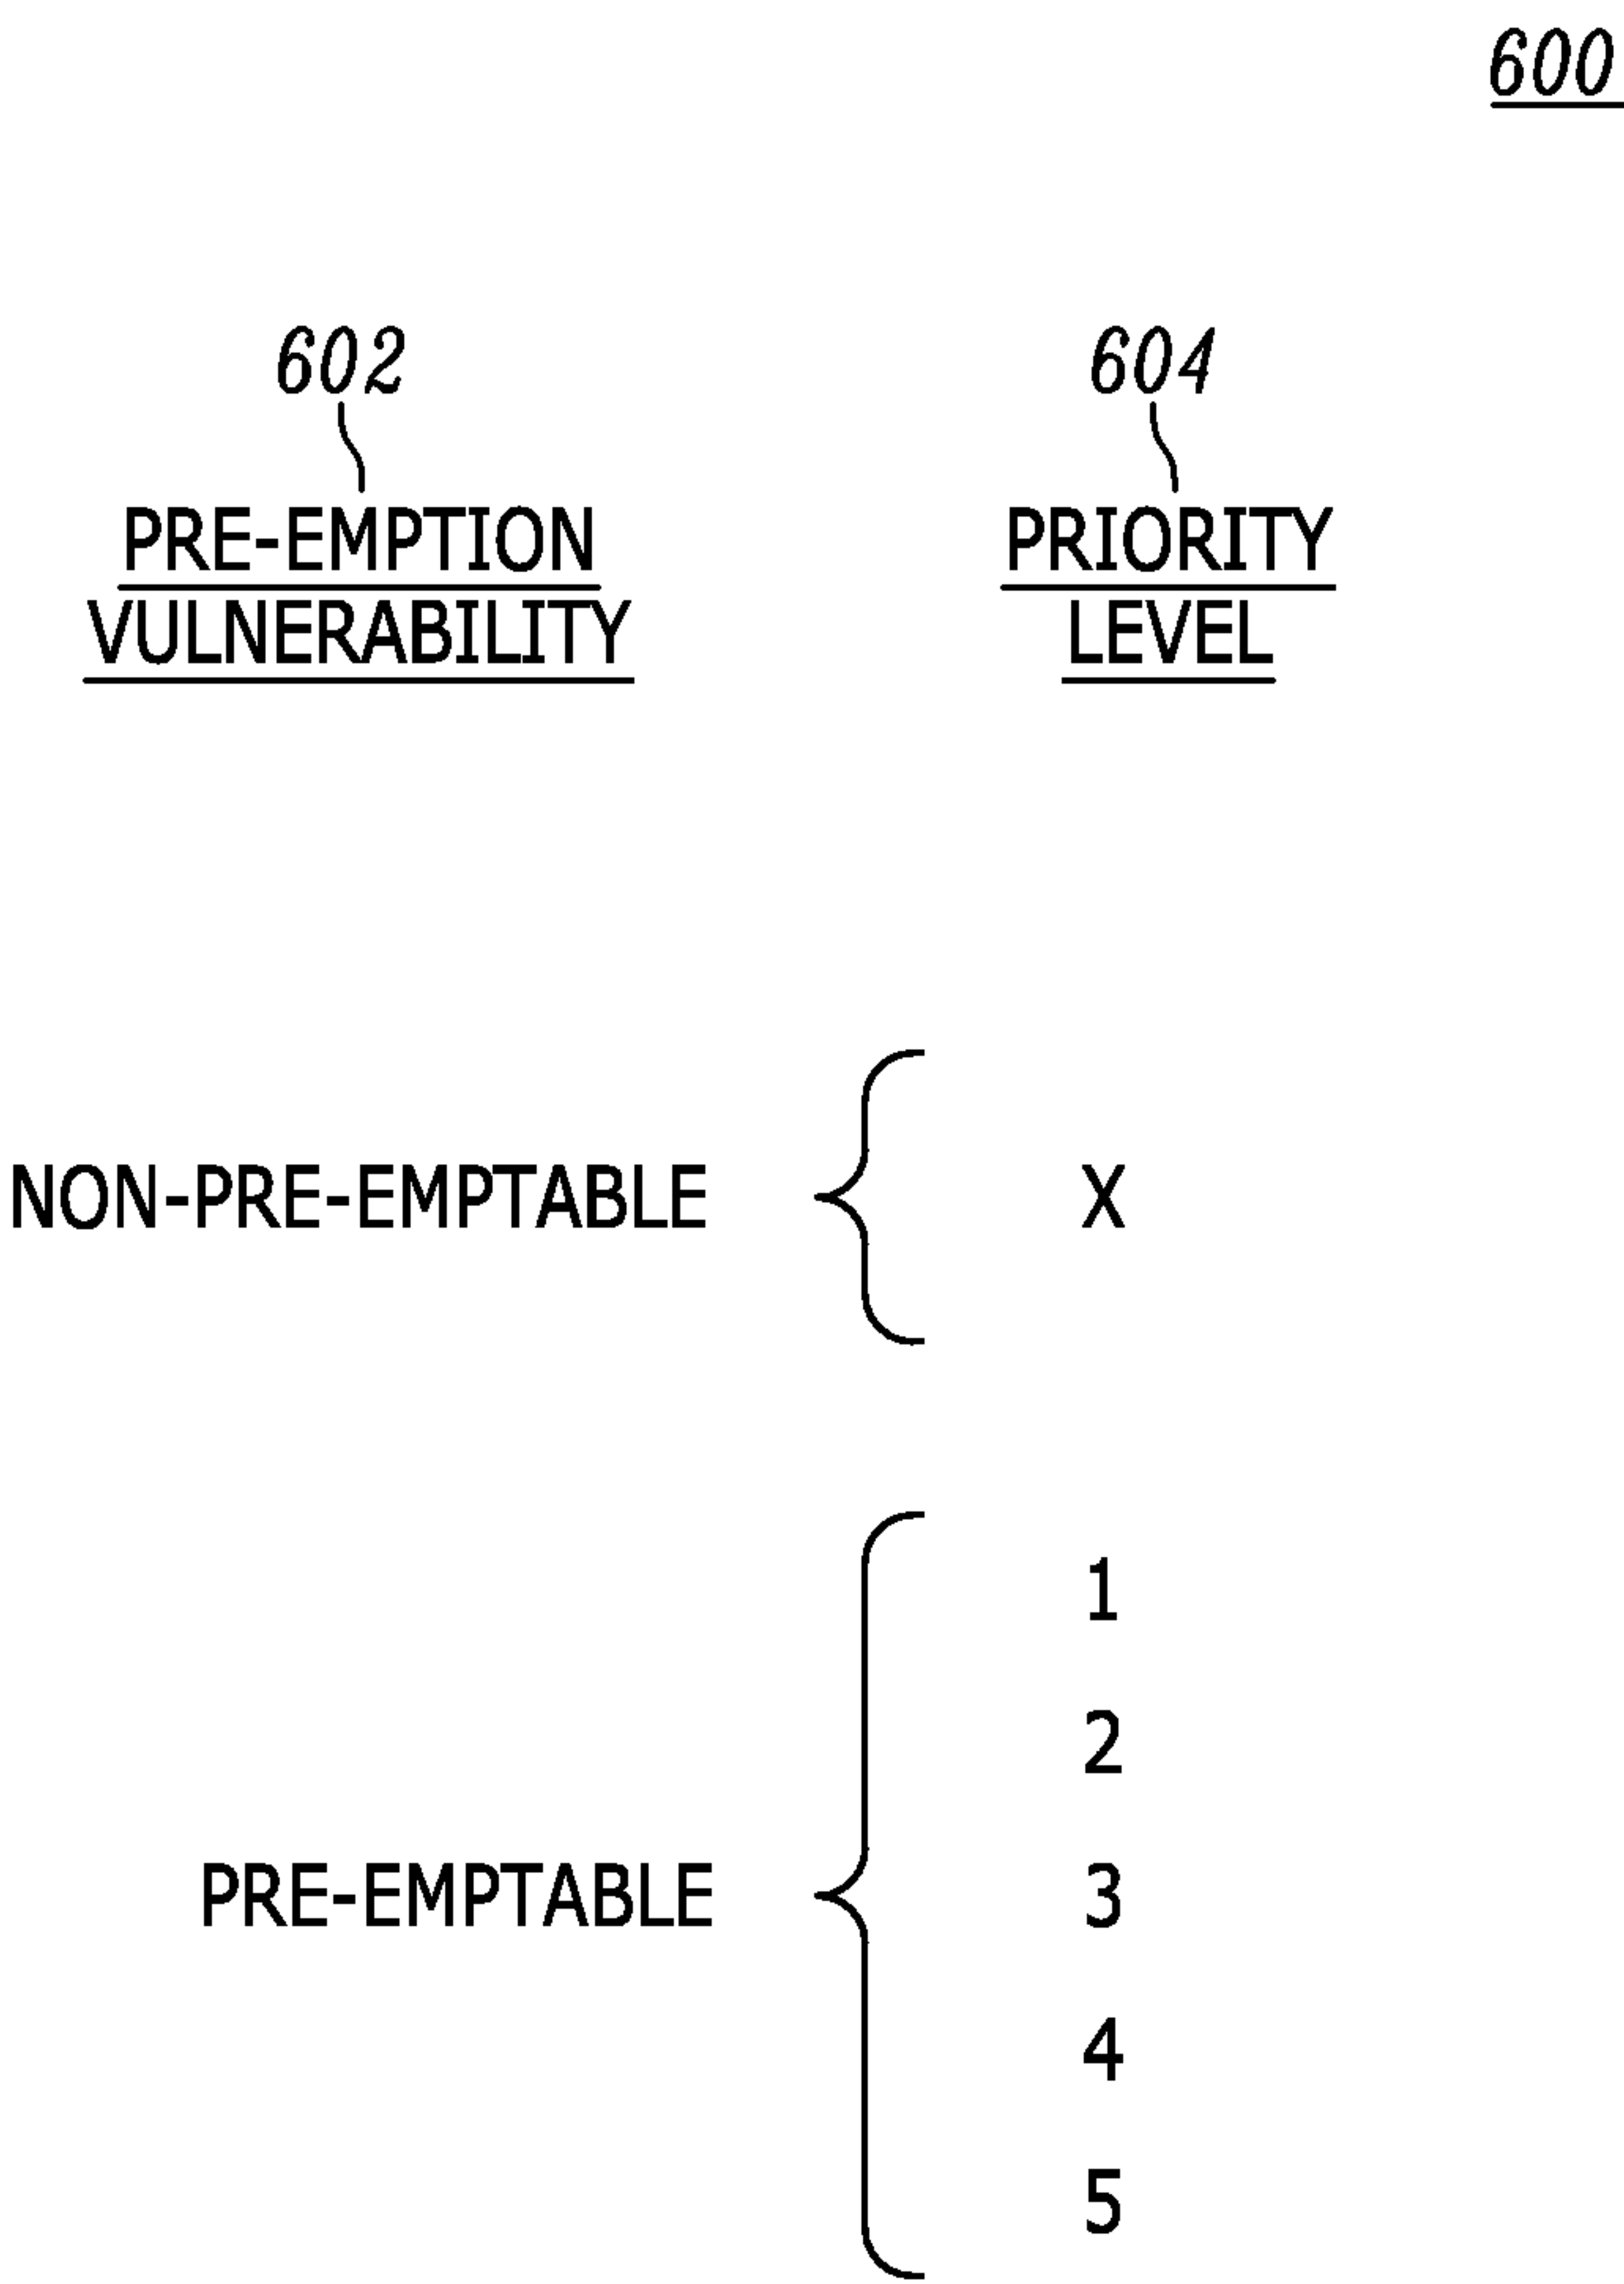 600
602
604
PRE-EMPTION
VULNERABILITY
PRIORITY
LEVEL
NON-PRE-EMPTABLE
X
1
2
PRE-EMPTABLE
3
4
5